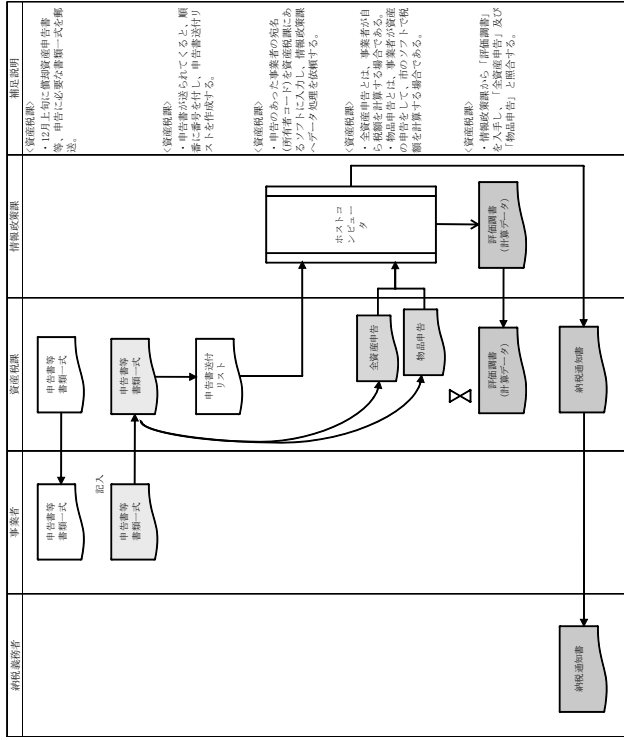 納税義務者
事業者
資産税課
情報政策課
補足説明
申告書等
書類一式
申告書等
書類一式
<資産税課>
・12月上旬に償却資産申告書
等、申告に必要な書類一式を郵
送。
記入
申告書等
書類一式
申告書等
書類一式
申告書送付
リスト
<資産税課>
・申告書が送られてくると、順
番に番号を付し、申告書送付リ
ストを作成する。
<資産税課>
・申告のあった事業者の宛名
(所有者コード)を資産税課にあ
るソフトに入力し、情報政策課
へデータ処理を依頼する。
ホストコ
ンピュー
タ
全資産申告
物品申告
<資産税課>
・全資産申告とは、事業者が自
ら税額を計算する場合である。
・物品申告とは、事業者が資産
の申告をして、市のソフトで税
額を計算する場合である。
評価調書
(計算データ)
評価調書
(計算データ)
<資産税課>
・情報政策課から「評価調書」
を入手し、「全資産申告」及び
「物品申告」と照合する。
納税通知書
納税通知書